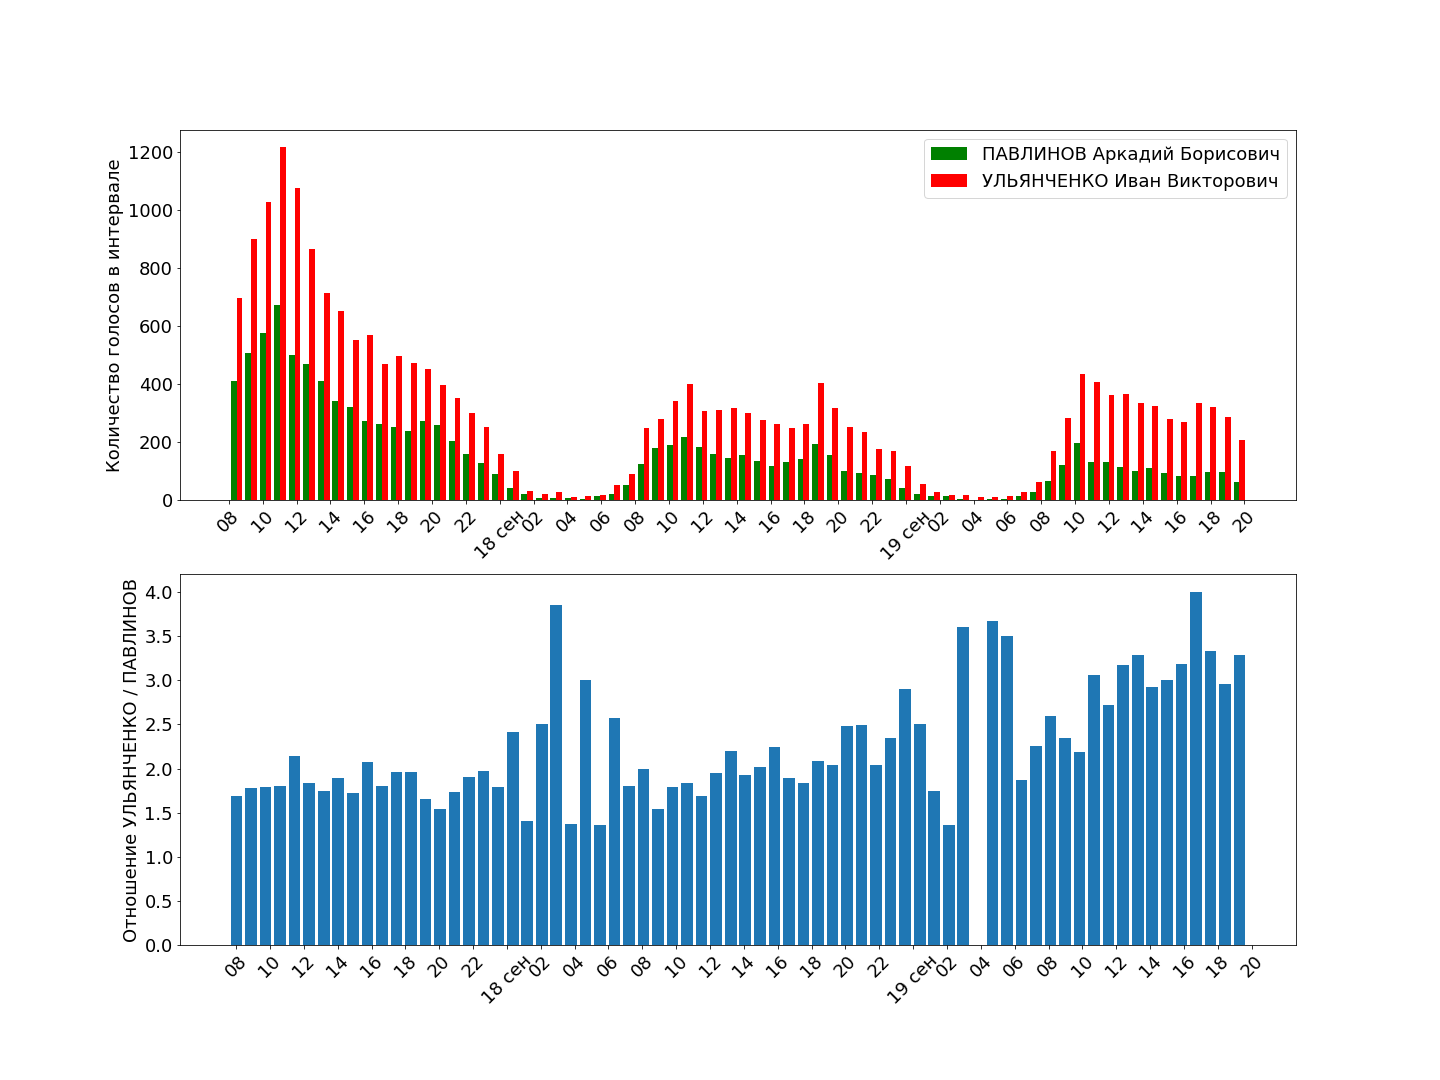 Количество голосов в интервале
1200
1000
800
600
400
200
0
ПАВЛИНОВ Аркадий Борисович
УЛЬЯНЧЕНКО Иван Викторович
08 10 12 14 16 18 20 22 18 сен 02 04 06 08 10 12 14 16 18 20 22 19 сен 02 04 06 08 10 12 14 16 18 20
Отношение УЛЬЯНЧЕНКО / ПАВЛИНОВ
4.0
3.5
3.0
2.5
2.0
1.5
1.0
0.5
0.0
08 10 12 14 16 18 20 22 18 сен 02 04 06 08 10 12 14 16 18 20 22 19 сен 02 04 06 08 10 12 14 16 18 20